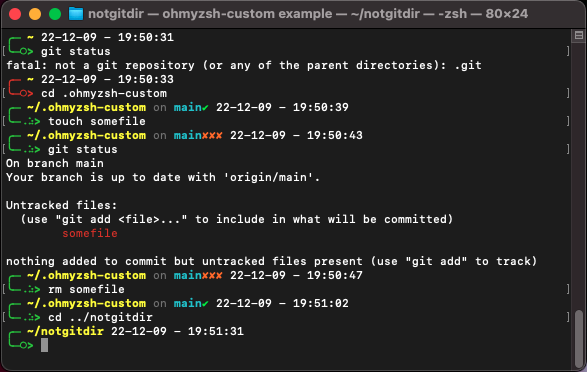 notgitdir — ohmyzsh-custom example — ~/notgitdir — -zsh — 80×24
~ 22-12-09 – 19:50:31
git status
fatal: not a git repository (or any of the parent directories): .git
~ 22-12-09 – 19:50:33
cd .ohmyzsh-custom
~/.ohmyzsh-custom on main✔ 22-12-09 – 19:50:39
touch somefile
~/.ohmyzsh-custom on main✘✘✘ 22-12-09 – 19:50:43
git status
On branch main
Your branch is up to date with 'origin/main'.
Untracked files:
(use "git add <file>..." to include in what will be committed)
somefile
nothing added to commit but untracked files present (use "git add" to track)
~/.ohmyzsh-custom on main✘✘✘ 22-12-09 – 19:50:47
rm somefile
~/.ohmyzsh-custom on main✔ 22-12-09 – 19:51:02
cd ../notgitdir
~/notgitdir 22-12-09 – 19:51:31